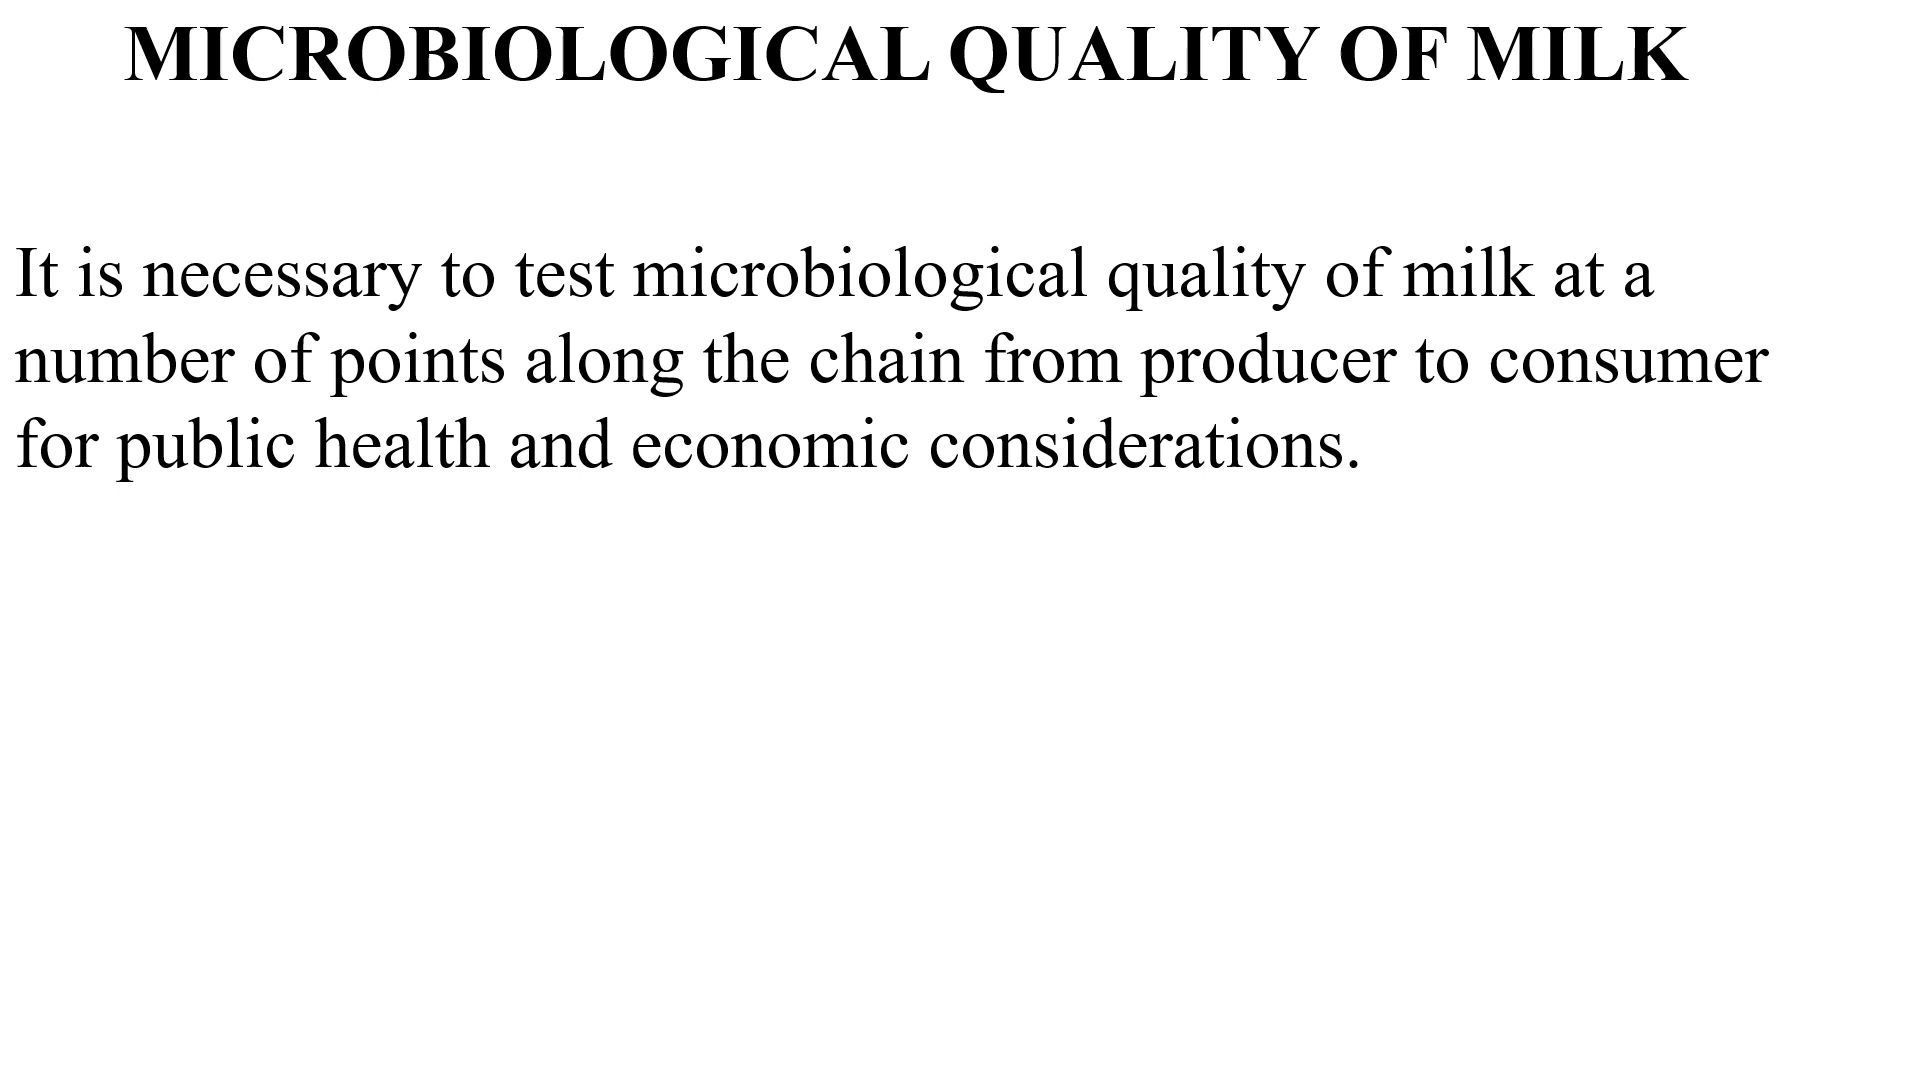 MICROBIOLOGICAL QUALITY OF MILK
It is necessary to test microbiological quality of milk at a
number of points along the chain from producer to consumer
for public health and economic considerations.